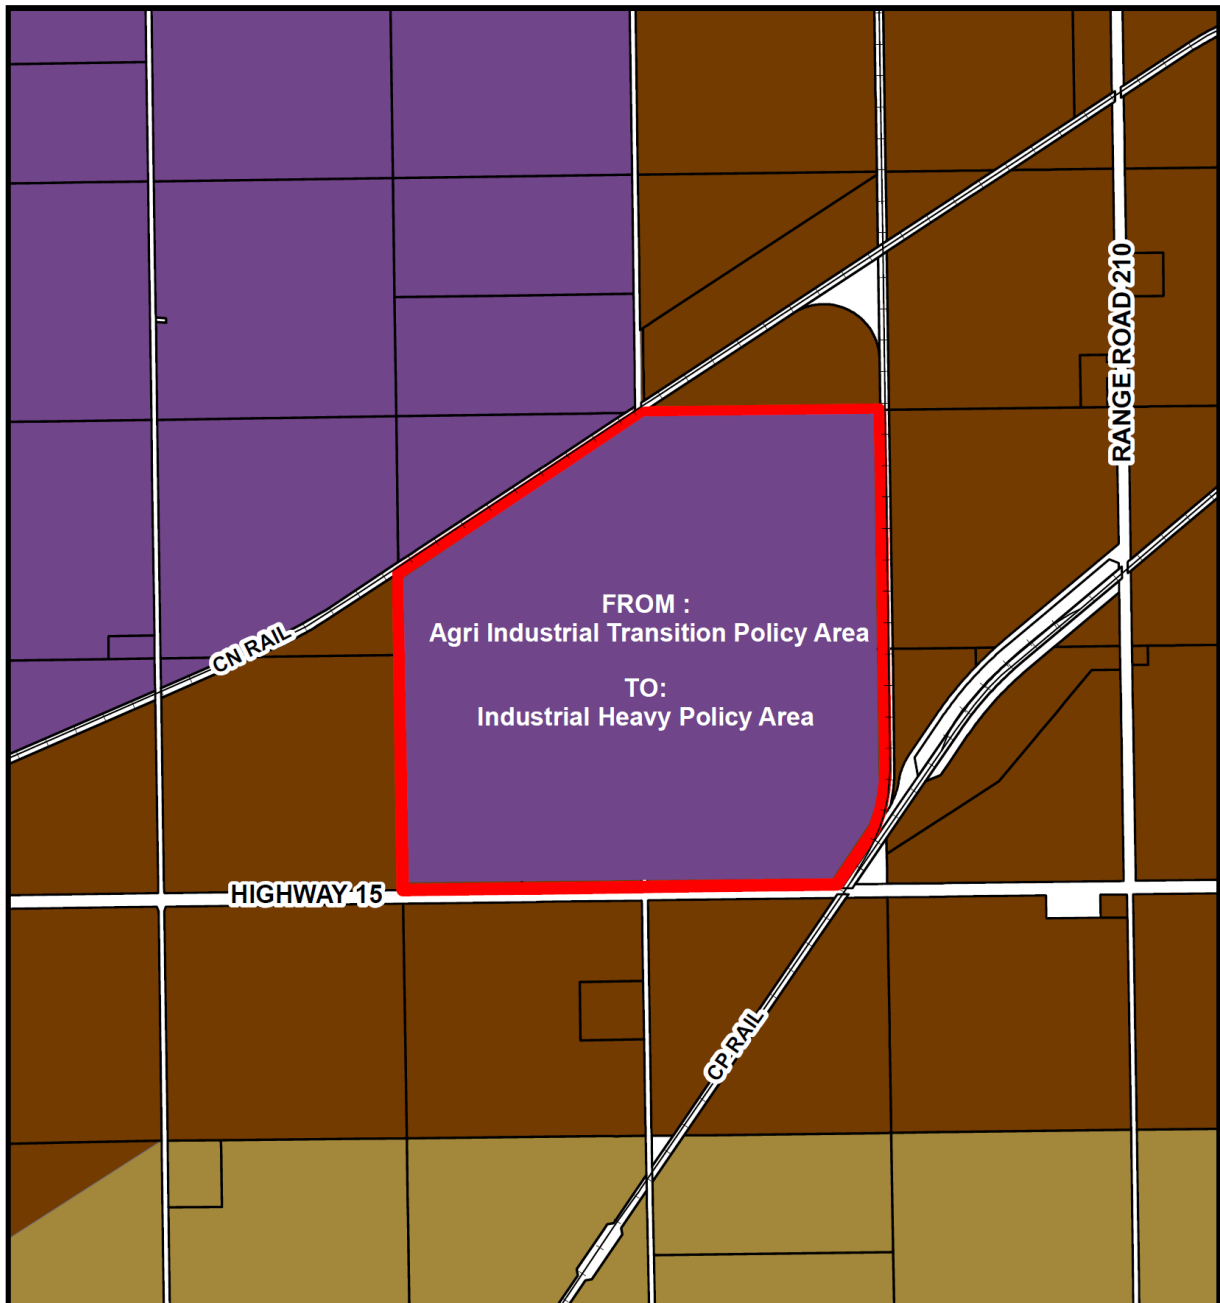 RANGE ROAD 210
FROM :
Agri Industrial Transition Policy Area
TO:
Industrial Heavy Policy Area
CN RAIL
HIGHWAY 15
CP RAIL